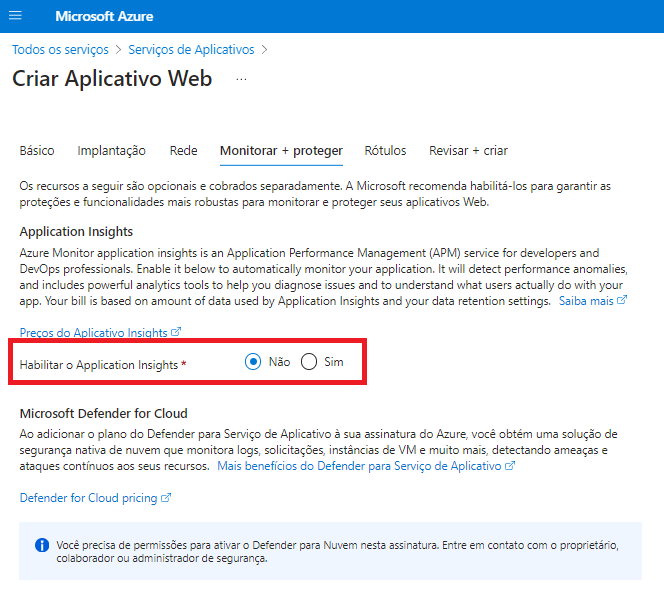 Microsoft Azure
Todos os serviços > Serviços de Aplicativos >
Criar Aplicativo Web ...
Básico Implantação Rede Monitorar + proteger Rótulos Revisar + criar
Os recursos a seguir são opcionais e cobrados separadamente. A Microsoft recomenda habilitá-los para garantir as
proteções e funcionalidades mais robustas para monitorar e proteger seus aplicativos Web.
Application Insights
Azure Monitor application insights is an Application Performance Management (APM) service for developers and
DevOps professionals. Enable it below to automatically monitor your application. It will detect performance anomalies,
and includes powerful analytics tools to help you diagnose issues and to understand what users actually do with your
app. Your bill is based on amount of data used by Application Insights and your data retention settings. Saiba mais
Preços do Aplicativo Insights
Habilitar o Application Insights * Não Sim
Microsoft Defender for Cloud
Ao adicionar o plano do Defender para Serviço de Aplicativo à sua assinatura do Azure, você obtém uma solução de
segurança nativa de nuvem que monitora logs, solicitações, instâncias de VM e muito mais, detectando ameaças e
ataques contínuos aos seus recursos. Mais benefícios do Defender para Serviço de Aplicativo
Defender for Cloud pricing
Você precisa de permissões para ativar o Defender para Nuvem nesta assinatura. Entre em contato com o proprietário,
colaborador ou administrador de segurança.